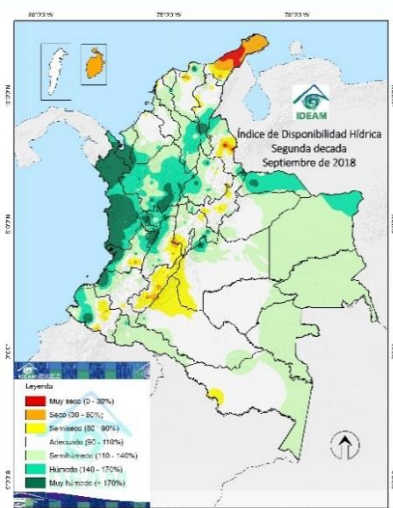 IDEAM
Índice de Disponibilidad Hídrica
Segunda decada
Septiembre de 2018
IDEAM
Leyenda
Muy seco (0 - 30%)
Seco (30 - 60%)
Semiseco (60 - 90%)
Adecuado (90 - 110%)
Semihúmedo (110 - 140%)
Húmedo (140 - 170%)
Muy húmedo (> 170%)